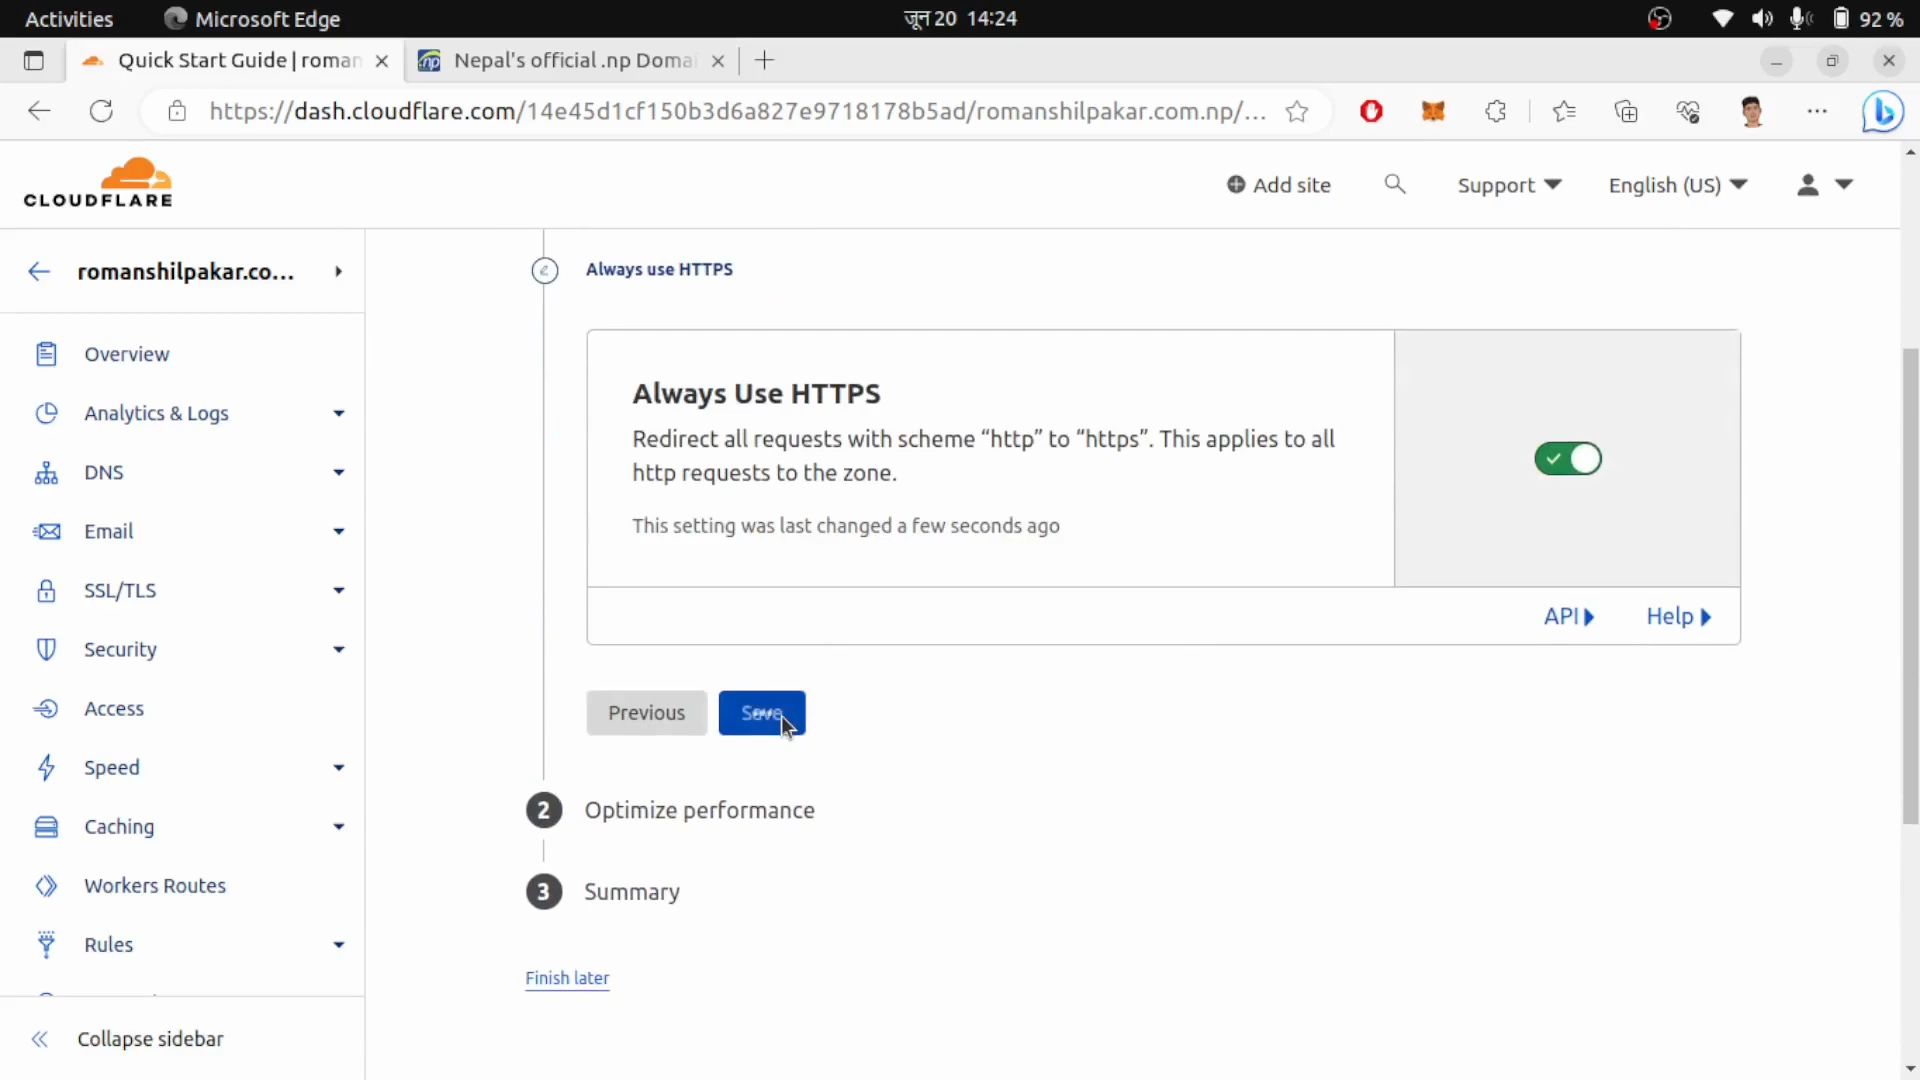 Activities
Microsoft Edge
जून 20 14:24
92 %
Quick Start Guide | roman
Nepal's official .np Domai
https://dash.cloudflare.com/14e45d1cf150b3d6a827e9718178b5ad/romanshilpakar.com.np/...
CLOUDFLARE
Add site
Support
English (US)
romanshilpakar.co...
Overview
Analytics & Logs
DNS
Email
SSL/TLS
Security
Access
Speed
Caching
Workers Routes
Rules
Collapse sidebar
Always use HTTPS
Always Use HTTPS
Redirect all requests with scheme “http” to “https”. This applies to all
http requests to the zone.
This setting was last changed a few seconds ago
API
Help
Previous
Save
2 Optimize performance
3 Summary
Finish later